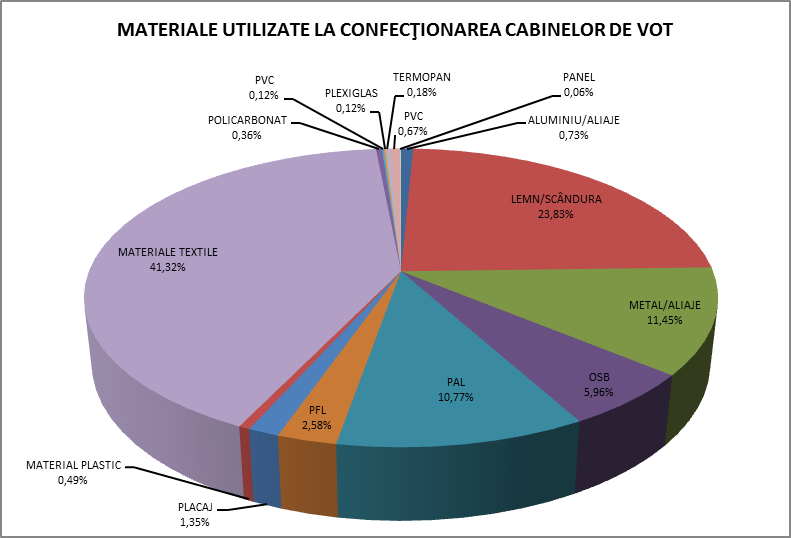 MATERIALE UTILIZATE LA CONFECŢIONAREA CABINELOR DE VOT
PVC
0,12%
PLEXIGLAS
0,12%
TERMOPAN
0,18%
PANEL
0,06%
POLICARBONAT
0,36%
PVC
0,67%
ALUMINIU/ALIAJE
0,73%
LEMN/SCÂNDURA
23,83%
MATERIALE TEXTILE
41,32%
METAL/ALIAJE
11,45%
OSB
5,96%
PAL
10,77%
PFL
2,58%
MATERIAL PLASTIC
0,49%
PLACAJ
1,35%